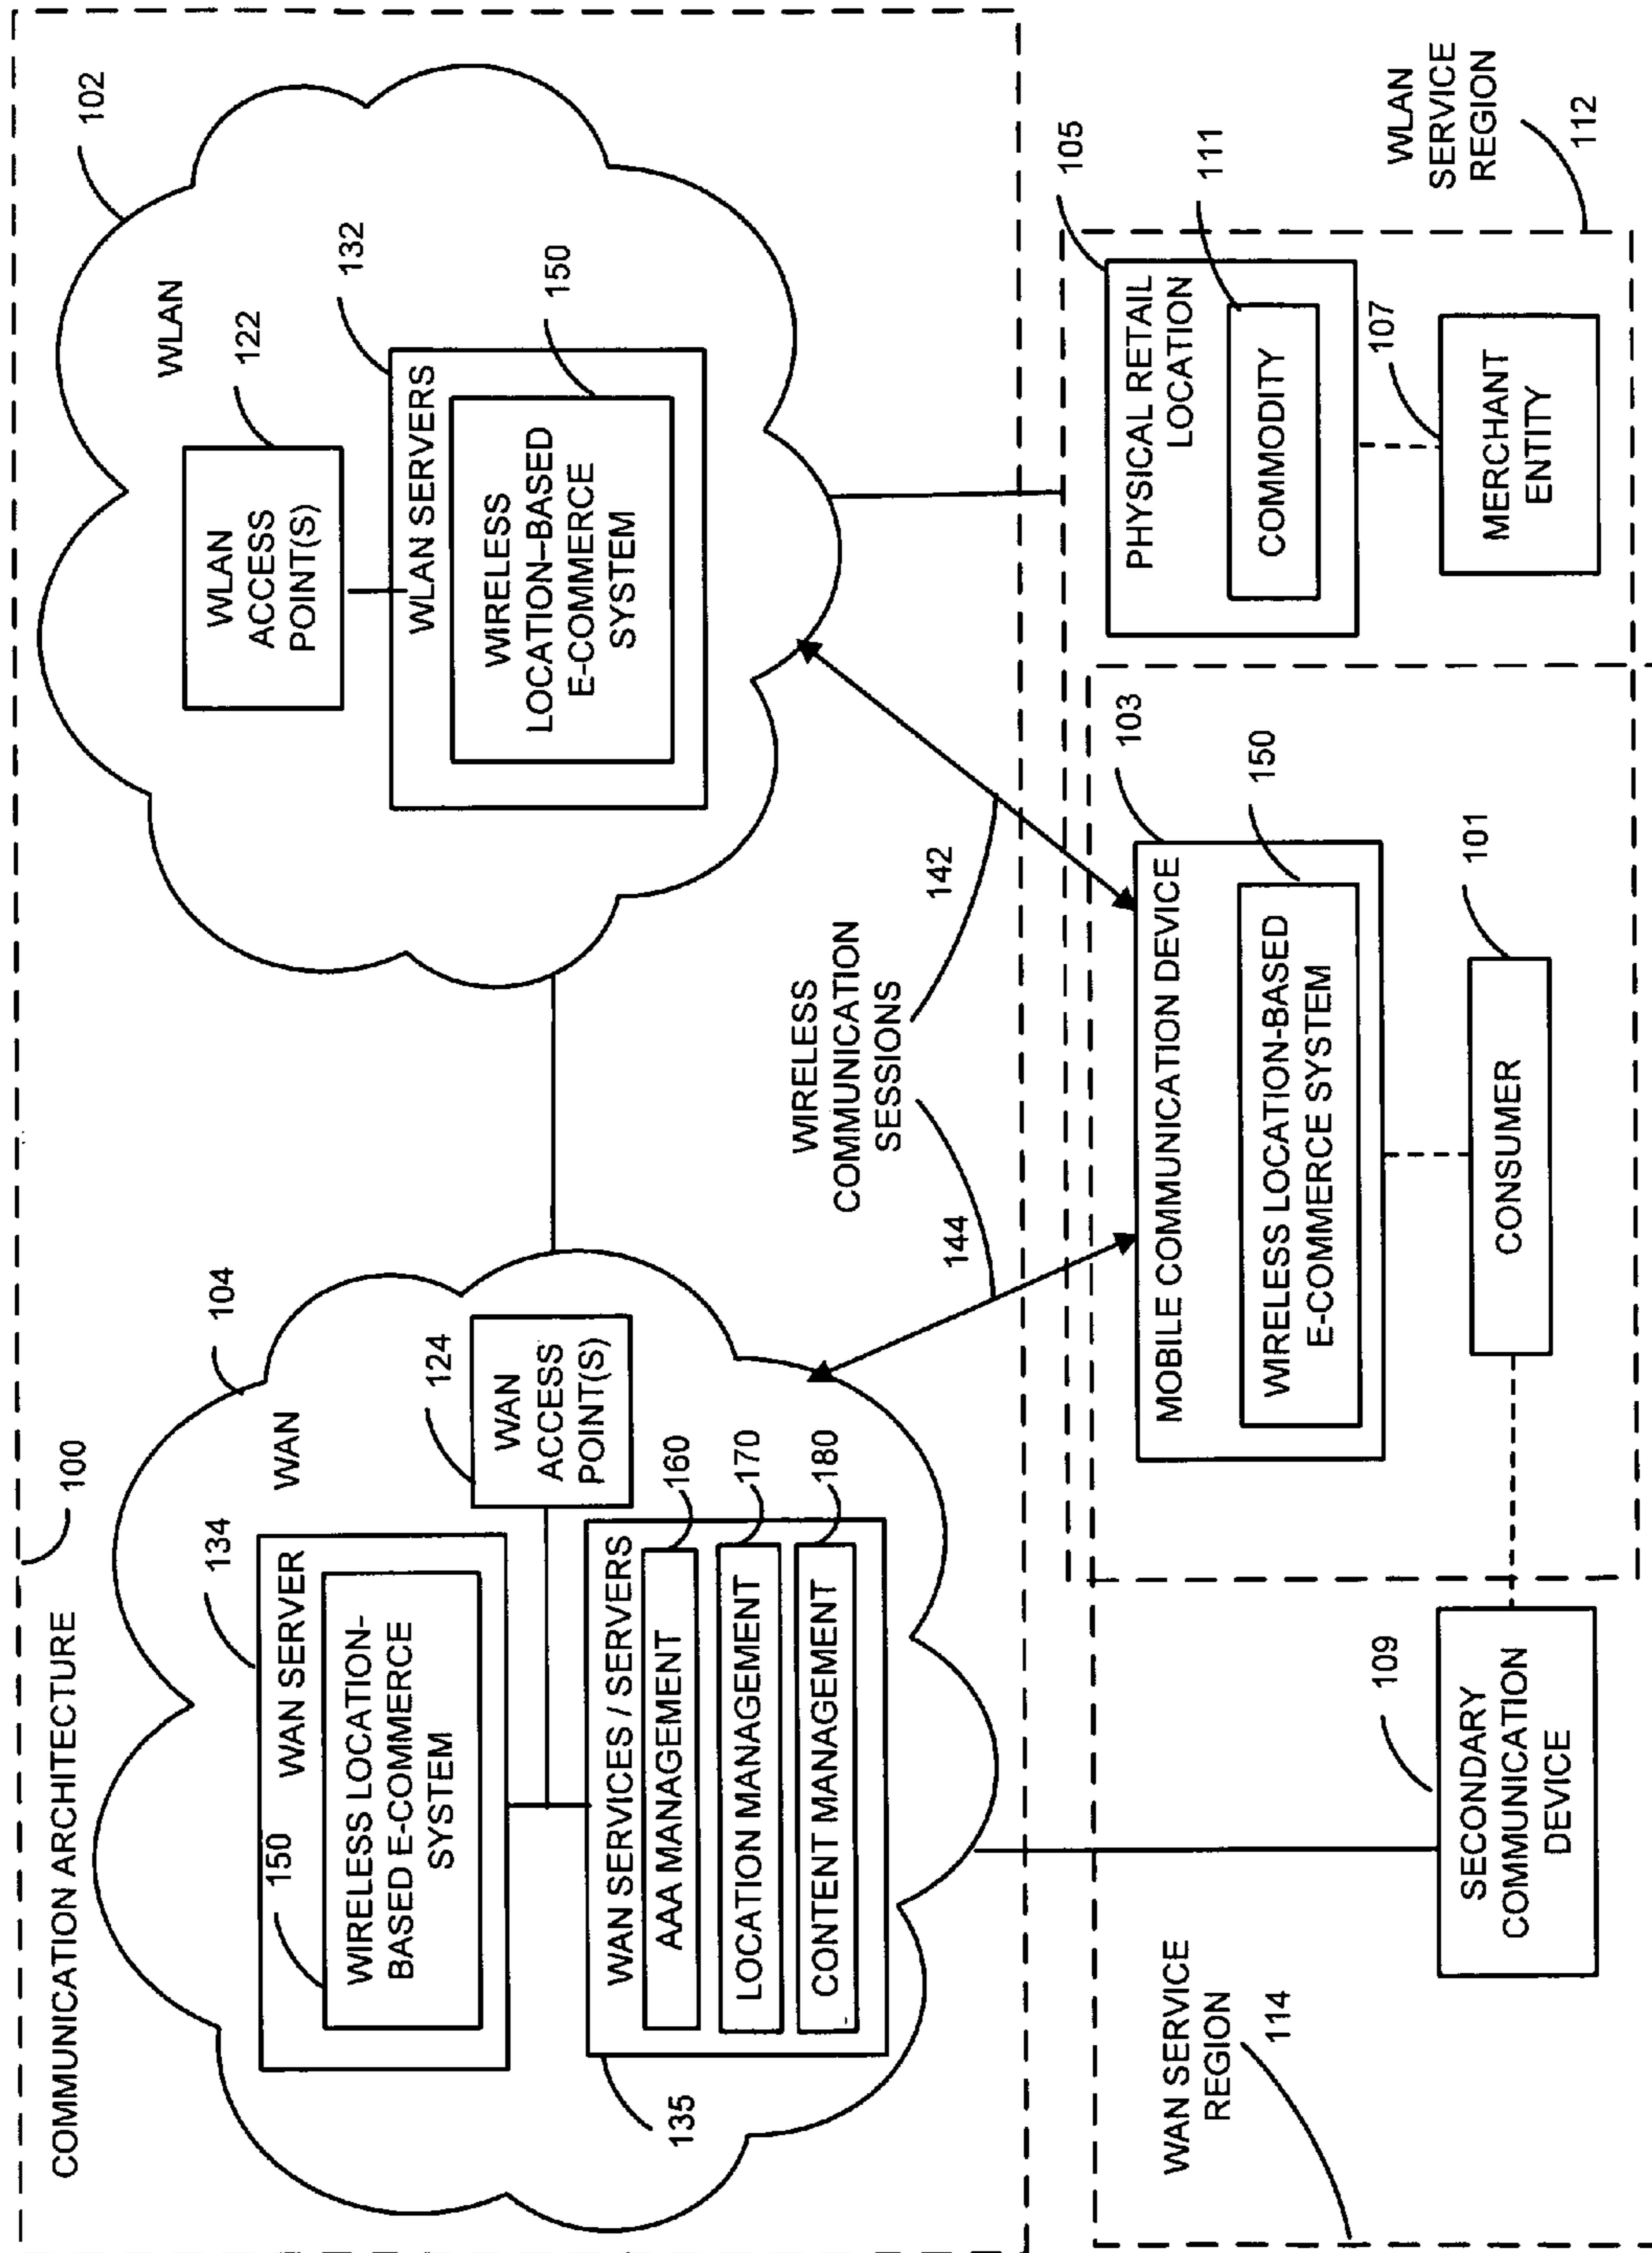 COMMUNICATION ARCHITECTURE
100
104
WAN
134
WAN SERVER
150
WIRELESS LOCATION-
BASED E-COMMERCE
SYSTEM
124
WAN
ACCESS
POINT(S)
135
WAN SERVICES / SERVERS
AAA MANAGEMENT
160
LOCATION MANAGEMENT
170
CONTENT MANAGEMENT
180
102
WLAN
122
WLAN
ACCESS
POINT(S)
132
WLAN SERVERS
150
WIRELESS
LOCATION-BASED
E-COMMERCE
SYSTEM
WIRELESS
COMMUNICATION
SESSIONS
144
142
WAN SERVICE
REGION
114
109
SECONDARY
COMMUNICATION
DEVICE
103
MOBILE COMMUNICATION DEVICE
150
WIRELESS LOCATION-BASED
E-COMMERCE SYSTEM
101
CONSUMER
105
PHYSICAL RETAIL
LOCATION
111
COMMODITY
107
MERCHANT
ENTITY
WLAN
SERVICE
REGION
112